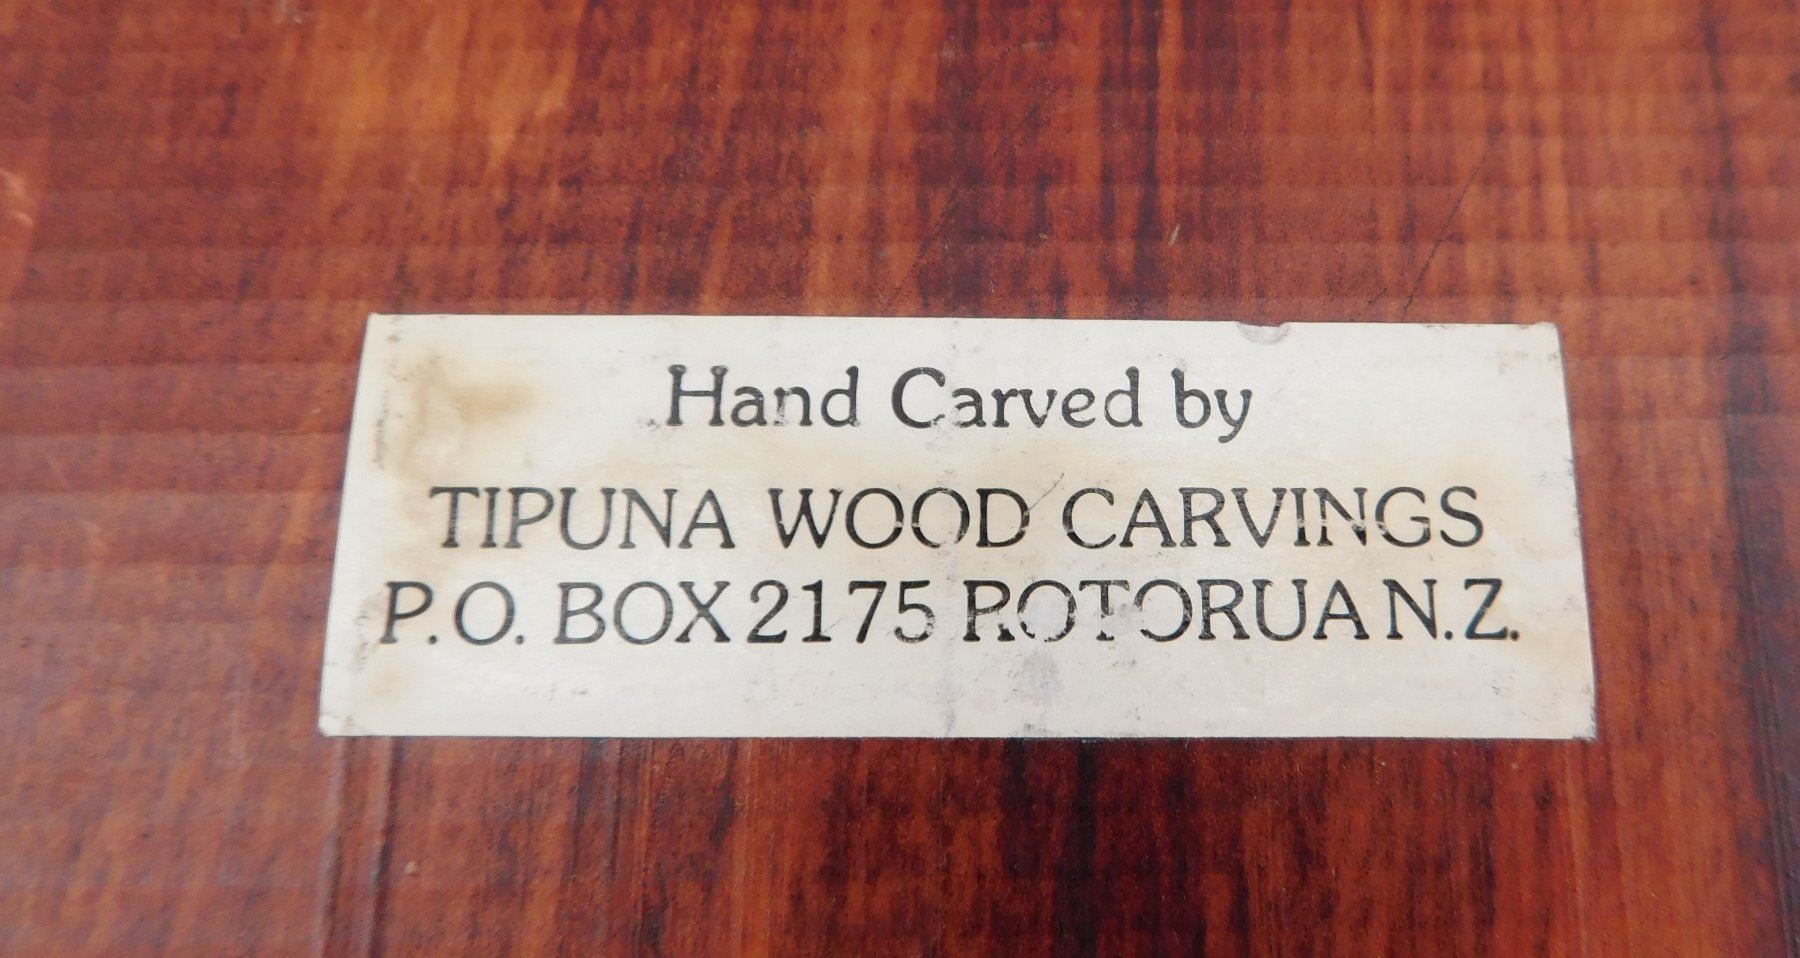 Hand Carved by
TIPUNA WOOD CARVINGS
P.O. BOX 2175 ROTORUA N.Z.